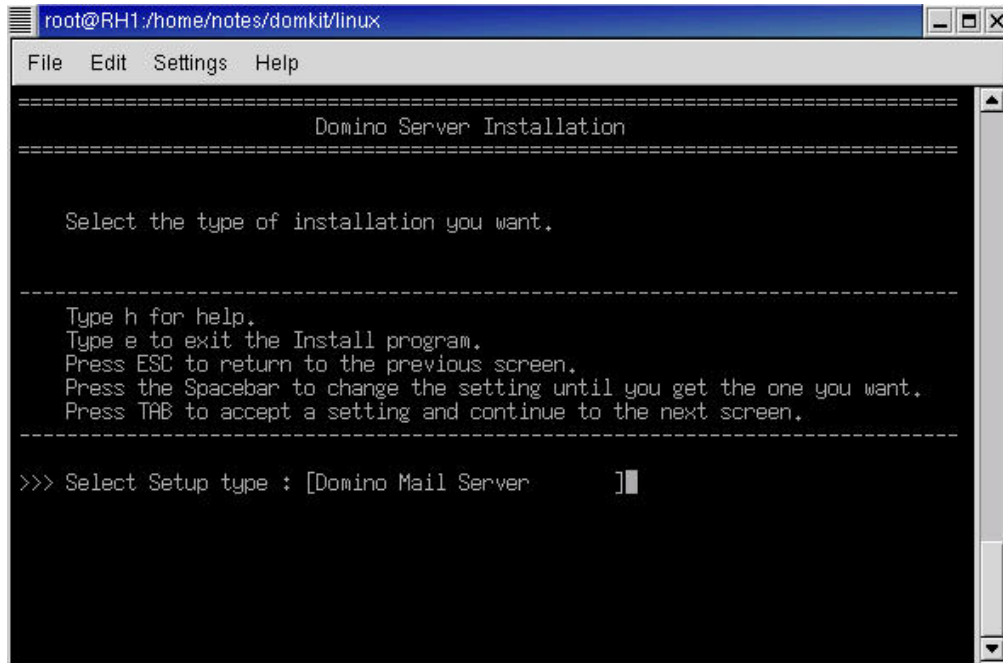 root@RH1:/home/notes/domkit/linux
File Edit Settings Help
===============================================================================
Domino Server Installation
===============================================================================
Select the type of installation you want.
-------------------------------------------------------------------------------
Type h for help.
Type e to exit the Install program.
Press ESC to return to the previous screen.
Press the Spacebar to change the setting until you get the one you want.
Press TAB to accept a setting and continue to the next screen.
-------------------------------------------------------------------------------
>>> Select Setup type : [Domino Mail Server       ]